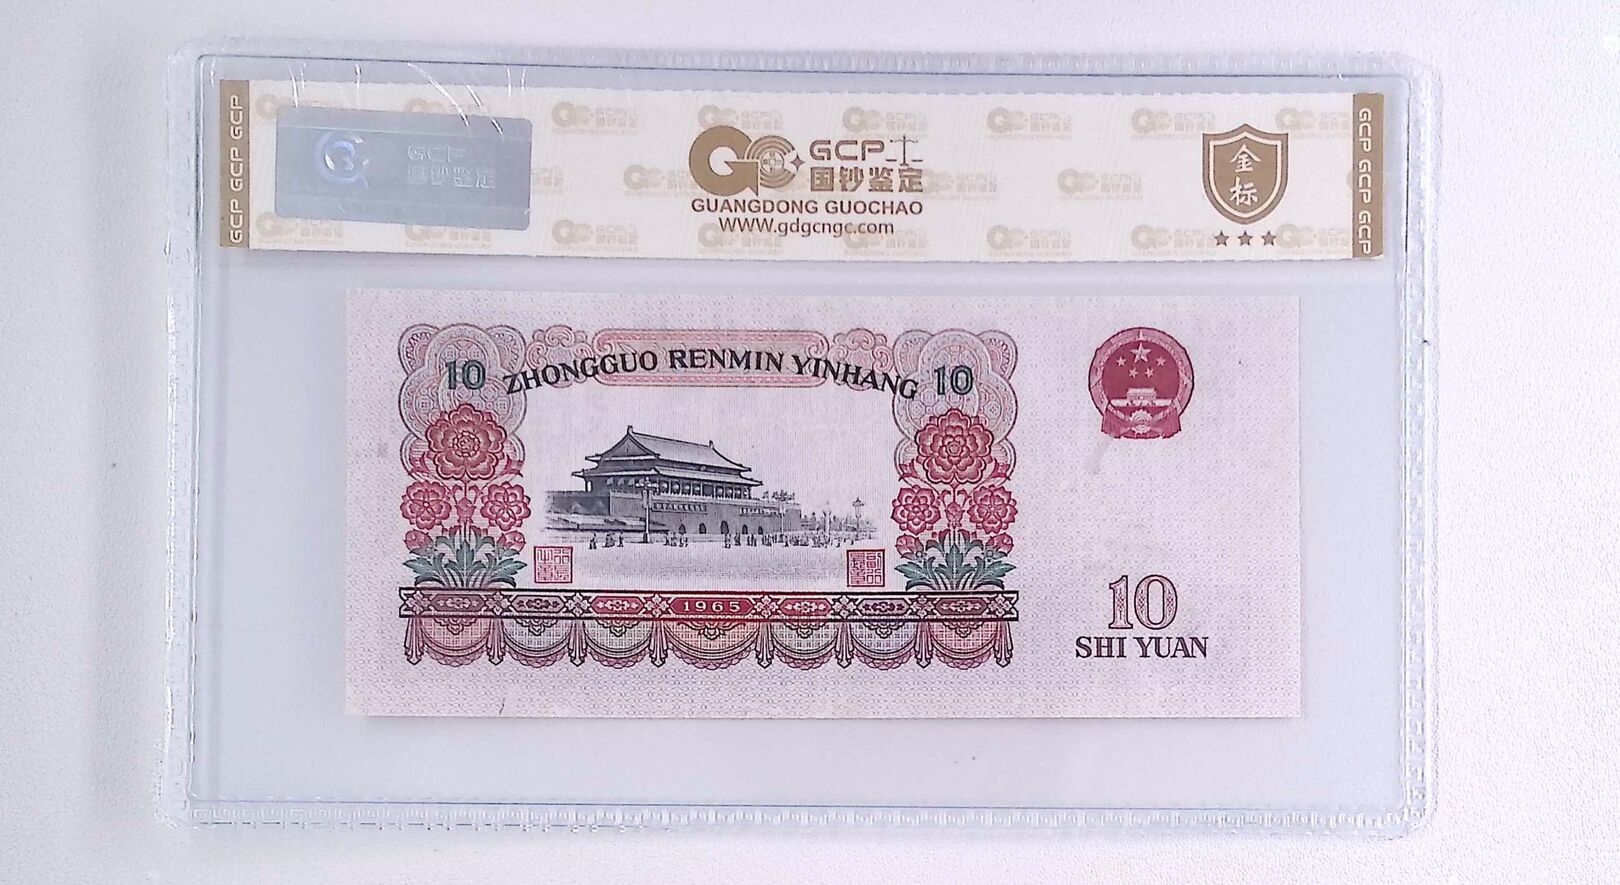 GCP GCP GCP
GCP
国钞鉴定
GCP
国钞鉴定
GUANGDONG GUOCHAO
WWW.gdgcngc.com
金
标
GCP GCP GCP
10 ZHONGGUO RENMIN YINHANG 10
1965
10
SHI YUAN